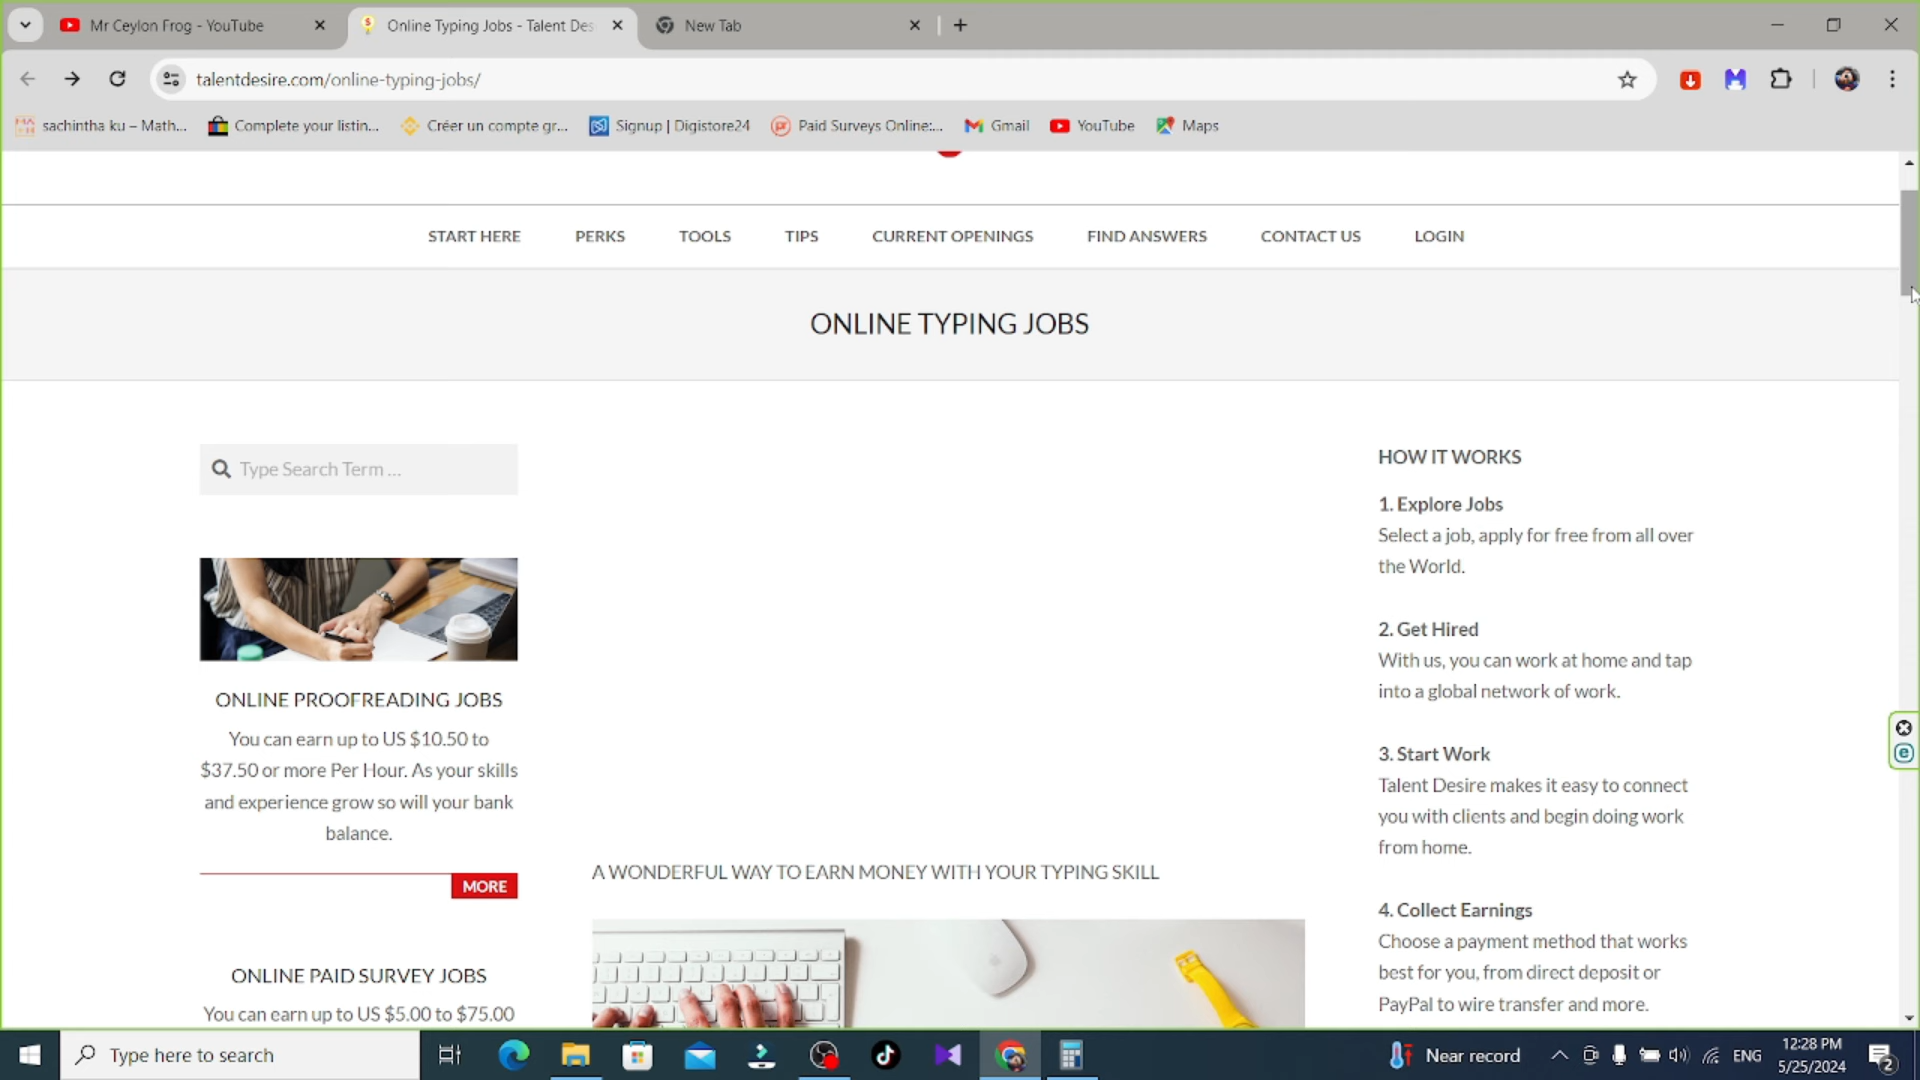 Mr Ceylon Frog - YouTube
Online Typing Jobs - Talent Des
New Tab
talentdesire.com/online-typing-jobs/
sachintha ku – Math...
Complete your listin...
Créer un compte gr...
Signup | Digistore24
Paid Surveys Online:...
Gmail
YouTube
Maps
START HERE
PERKS
TOOLS
TIPS
CURRENT OPENINGS
FIND ANSWERS
CONTACT US
LOGIN
ONLINE TYPING JOBS
Type Search Term ...
ONLINE PROOFREADING JOBS
You can earn up to US $10.50 to
$37.50 or more Per Hour. As your skills
and experience grow so will your bank
balance.
MORE
ONLINE PAID SURVEY JOBS
You can earn up to US $5.00 to $75.00
A WONDERFUL WAY TO EARN MONEY WITH YOUR TYPING SKILL
HOW IT WORKS
1. Explore Jobs
Select a job, apply for free from all over
the World.
2. Get Hired
With us, you can work at home and tap
into a global network of work.
3. Start Work
Talent Desire makes it easy to connect
you with clients and begin doing work
from home.
4. Collect Earnings
Choose a payment method that works
best for you, from direct deposit or
PayPal to wire transfer and more.
Type here to search
Near record
ENG
12:28 PM
5/25/2024
2